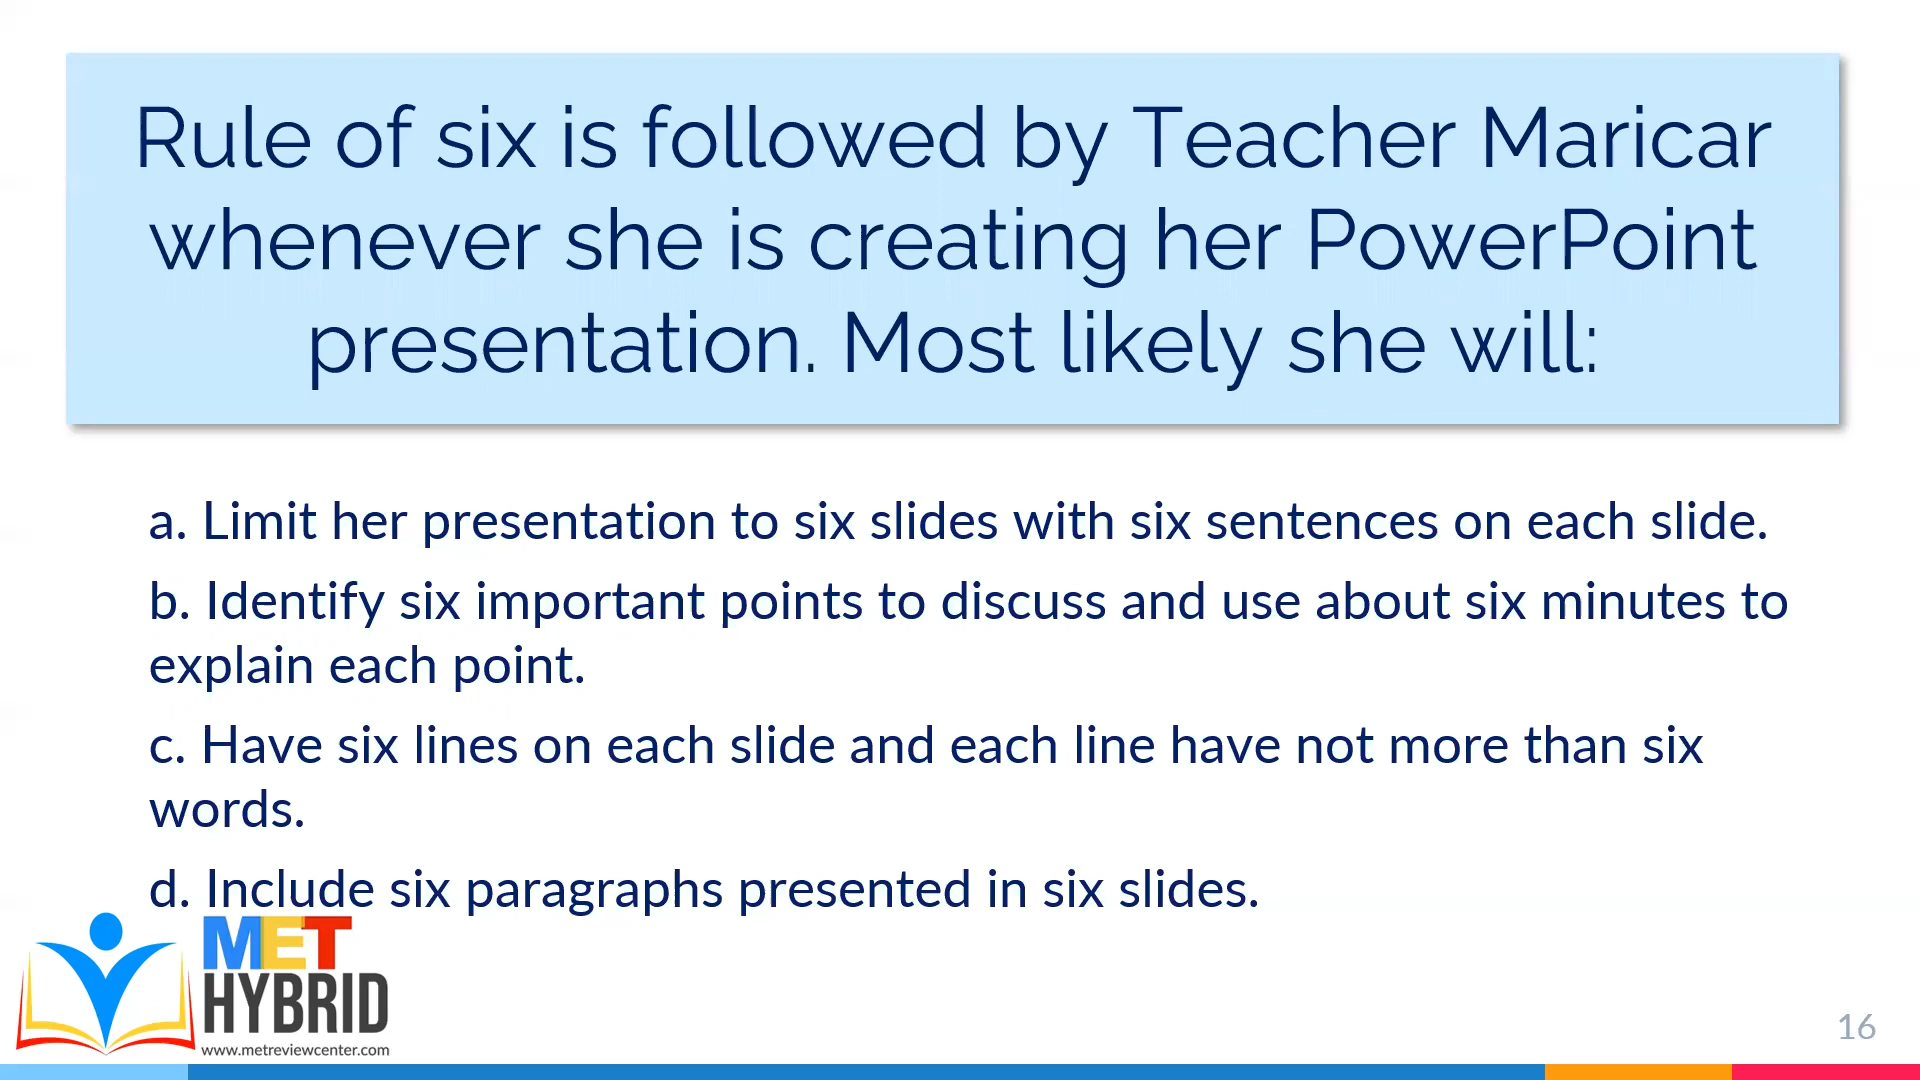 Rule of six is followed by Teacher Maricar
whenever she is creating her PowerPoint
presentation. Most likely she will:
a. Limit her presentation to six slides with six sentences on each slide.
b. Identify six important points to discuss and use about six minutes to
explain each point.
c. Have six lines on each slide and each line have not more than six
words.
d. Include six paragraphs presented in six slides.
MET
HYBRID
www.metreviewcenter.com
16